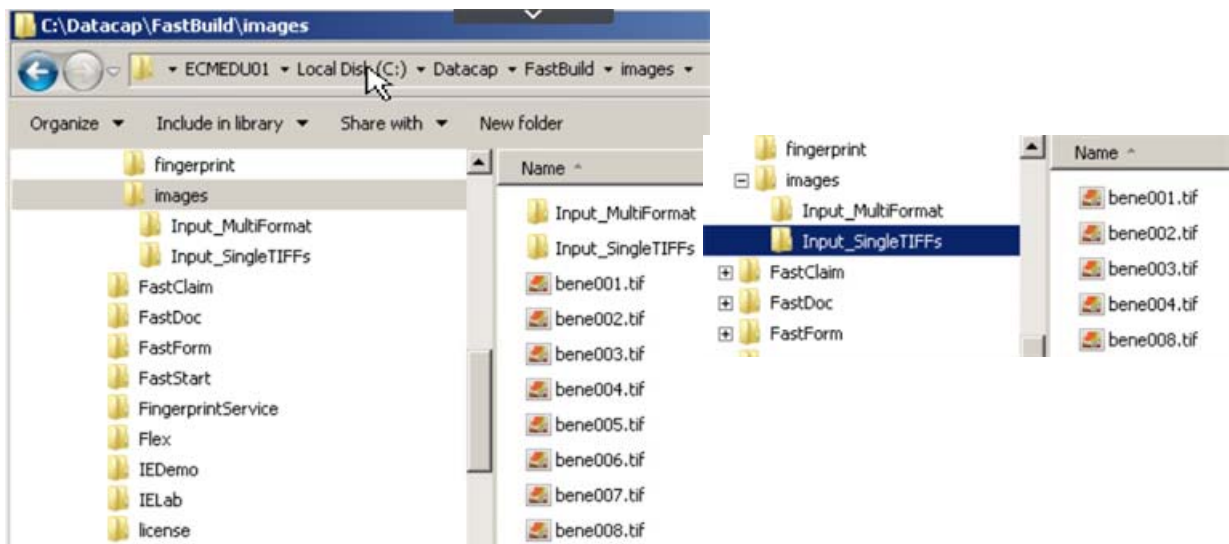 C:\Datacap\FastBuild\images
ECMEDU01 Local Disk (C:) Datacap FastBuild images
Organize Include in library Share with New folder
fingerprint
images
Input_MultiFormat
Input_SingleTIFFs
FastClaim
FastDoc
FastForm
FastStart
FingerprintService
Flex
IEDemo
IELab
license
Name
Input_MultiFormat
Input_SingleTIFFs
bene001.tif
bene002.tif
bene003.tif
bene004.tif
bene005.tif
bene006.tif
bene007.tif
bene008.tif
fingerprint
images
Input_MultiFormat
Input_SingleTIFFs
FastClaim
FastDoc
FastForm
Name
bene001.tif
bene002.tif
bene003.tif
bene004.tif
bene008.tif